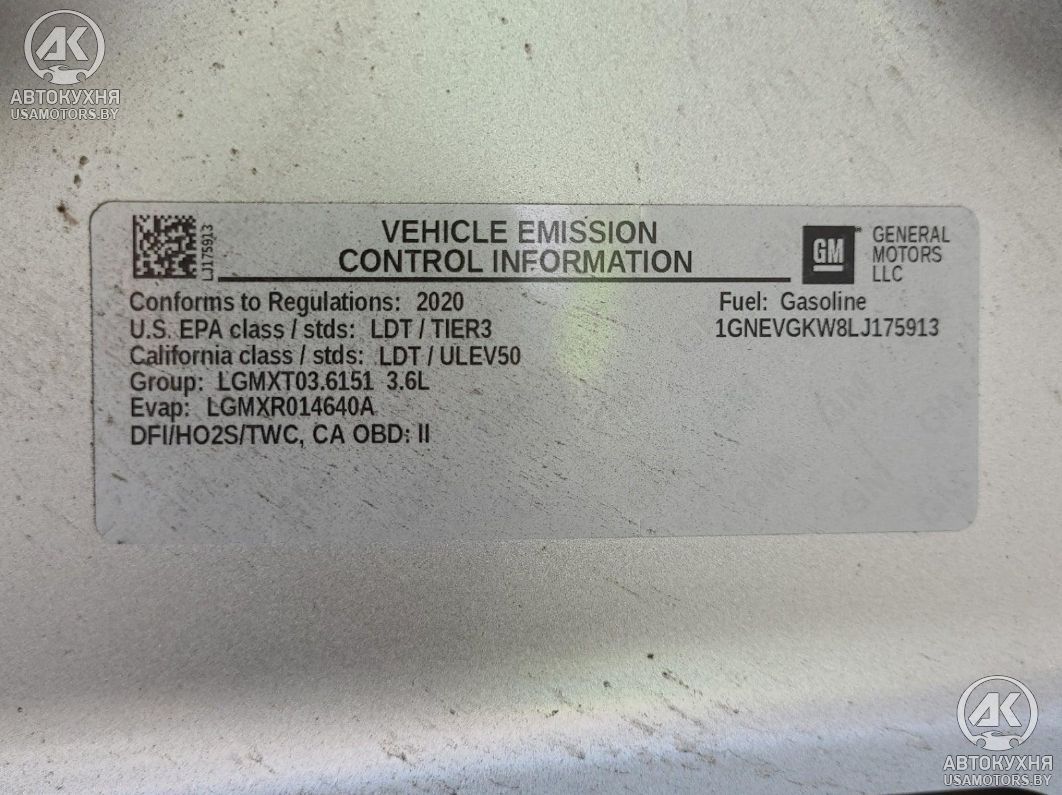 AK
АВТОКУХНЯ
USAMOTORS.BY
LJ175913
VEHICLE EMISSION
CONTROL INFORMATION
GM
GENERAL
MOTORS
LLC
Conforms to Regulations: 2020
Fuel: Gasoline
U.S. EPA class / stds: LDT / TIER3
1GNEVGKW8LJ175913
California class / stds: LDT / ULEV50
Group: LGMXT03.6151 3.6L
Evap: LGMXR014640A
DFI/HO2S/TWC, CA OBD: II
AK
АВТОКУХНЯ
USAMOTORS.BY